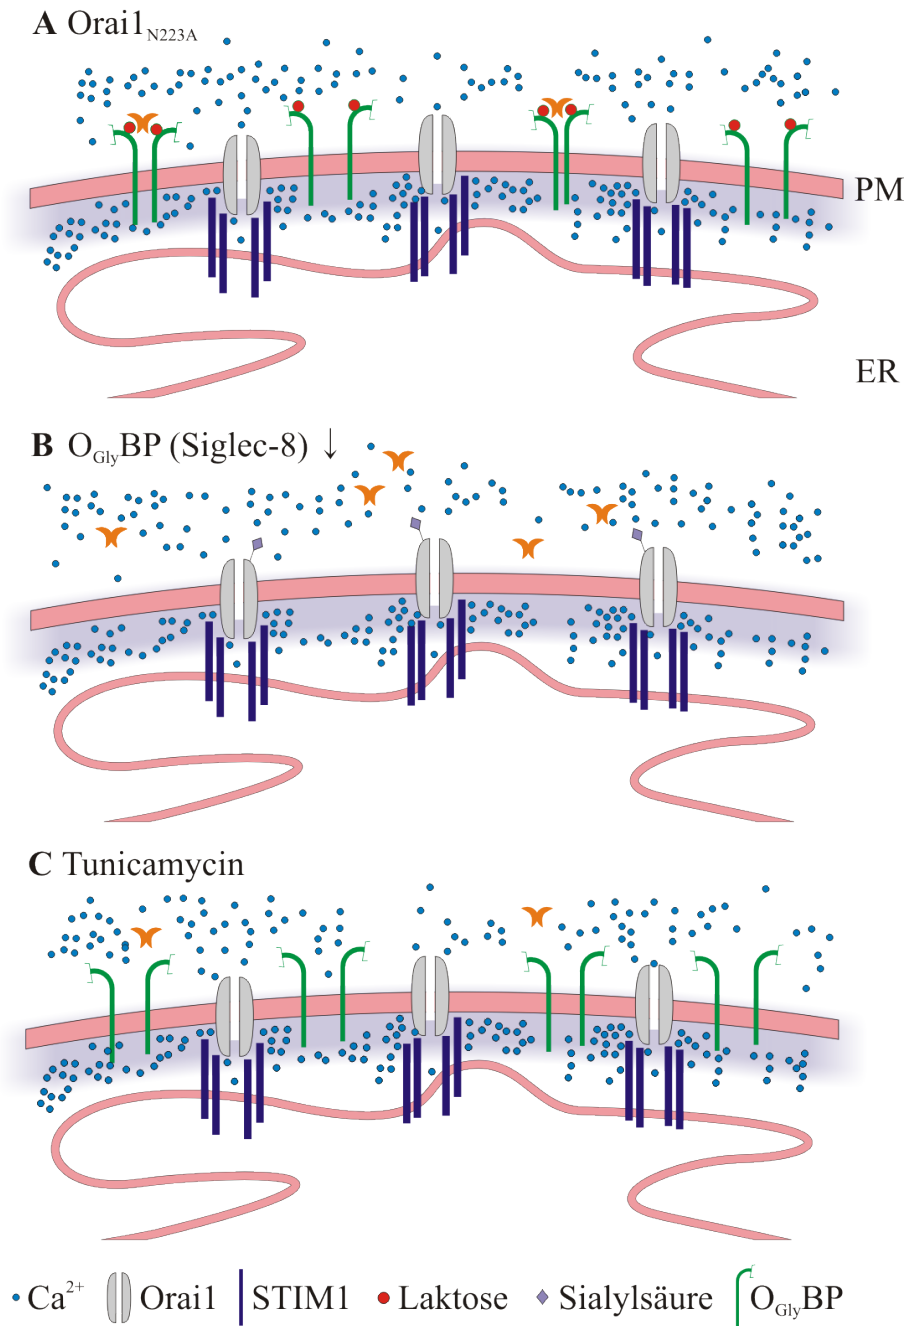 A Orai1N223A
PM
ER
B OGlyBP (Siglec-8) ↓
C Tunicamycin
Ca2+ Orai1 STIM1 Laktose Sialylsäure OGlyBP